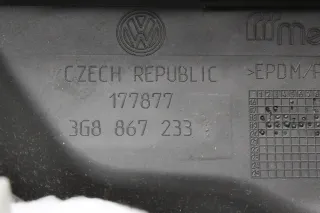 CZECH REPUBLIC
>EPDM/P
177877
3G8 867 233